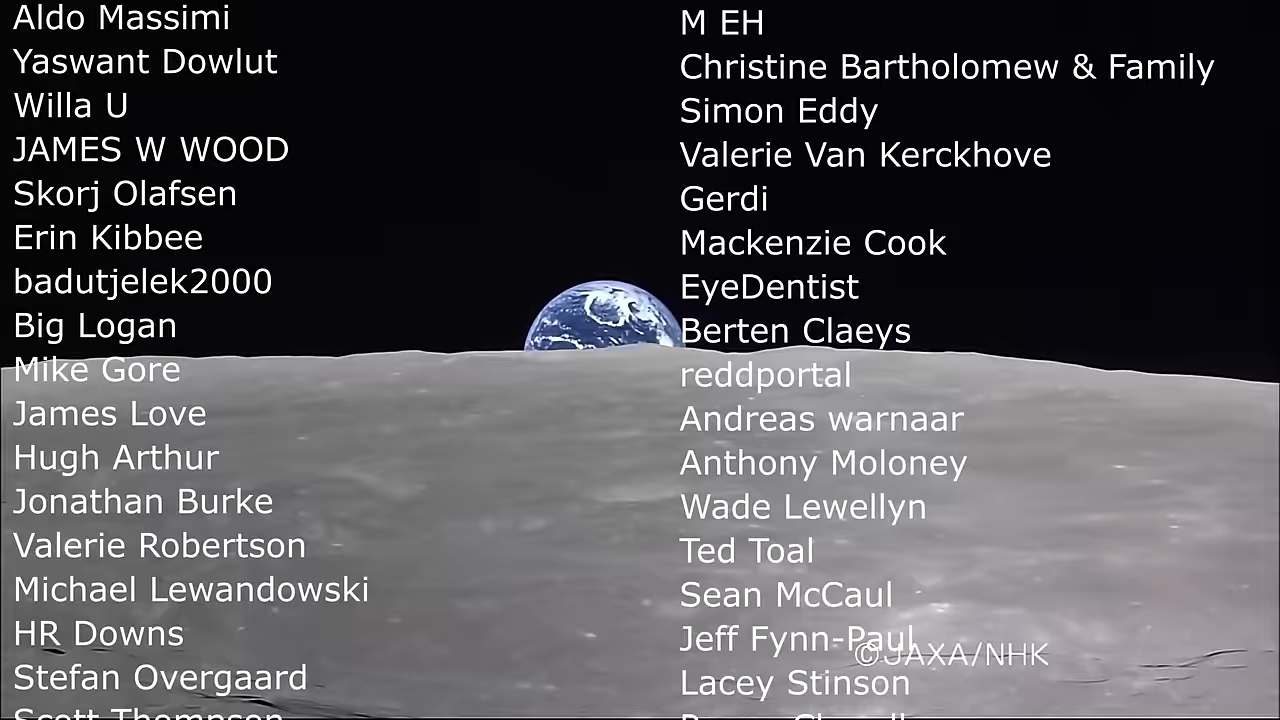 Aldo Massimi
Yaswant Dowlut
Willa U
JAMES W WOOD
Skorj Olafsen
Erin Kibbee
badutjelek2000
Big Logan
Mike Gore
James Love
Hugh Arthur
Jonathan Burke
Valerie Robertson
Michael Lewandowski
HR Downs
Stefan Overgaard
Scott Thompson
M EH
Christine Bartholomew & Family
Simon Eddy
Valerie Van Kerckhove
Gerdi
Mackenzie Cook
EyeDentist
Berten Claeys
reddportal
Andreas warnaar
Anthony Moloney
Wade Lewellyn
Ted Toal
Sean McCaul
Jeff Fynn-Paul
©JAXA/NHK
Lacey Stinson